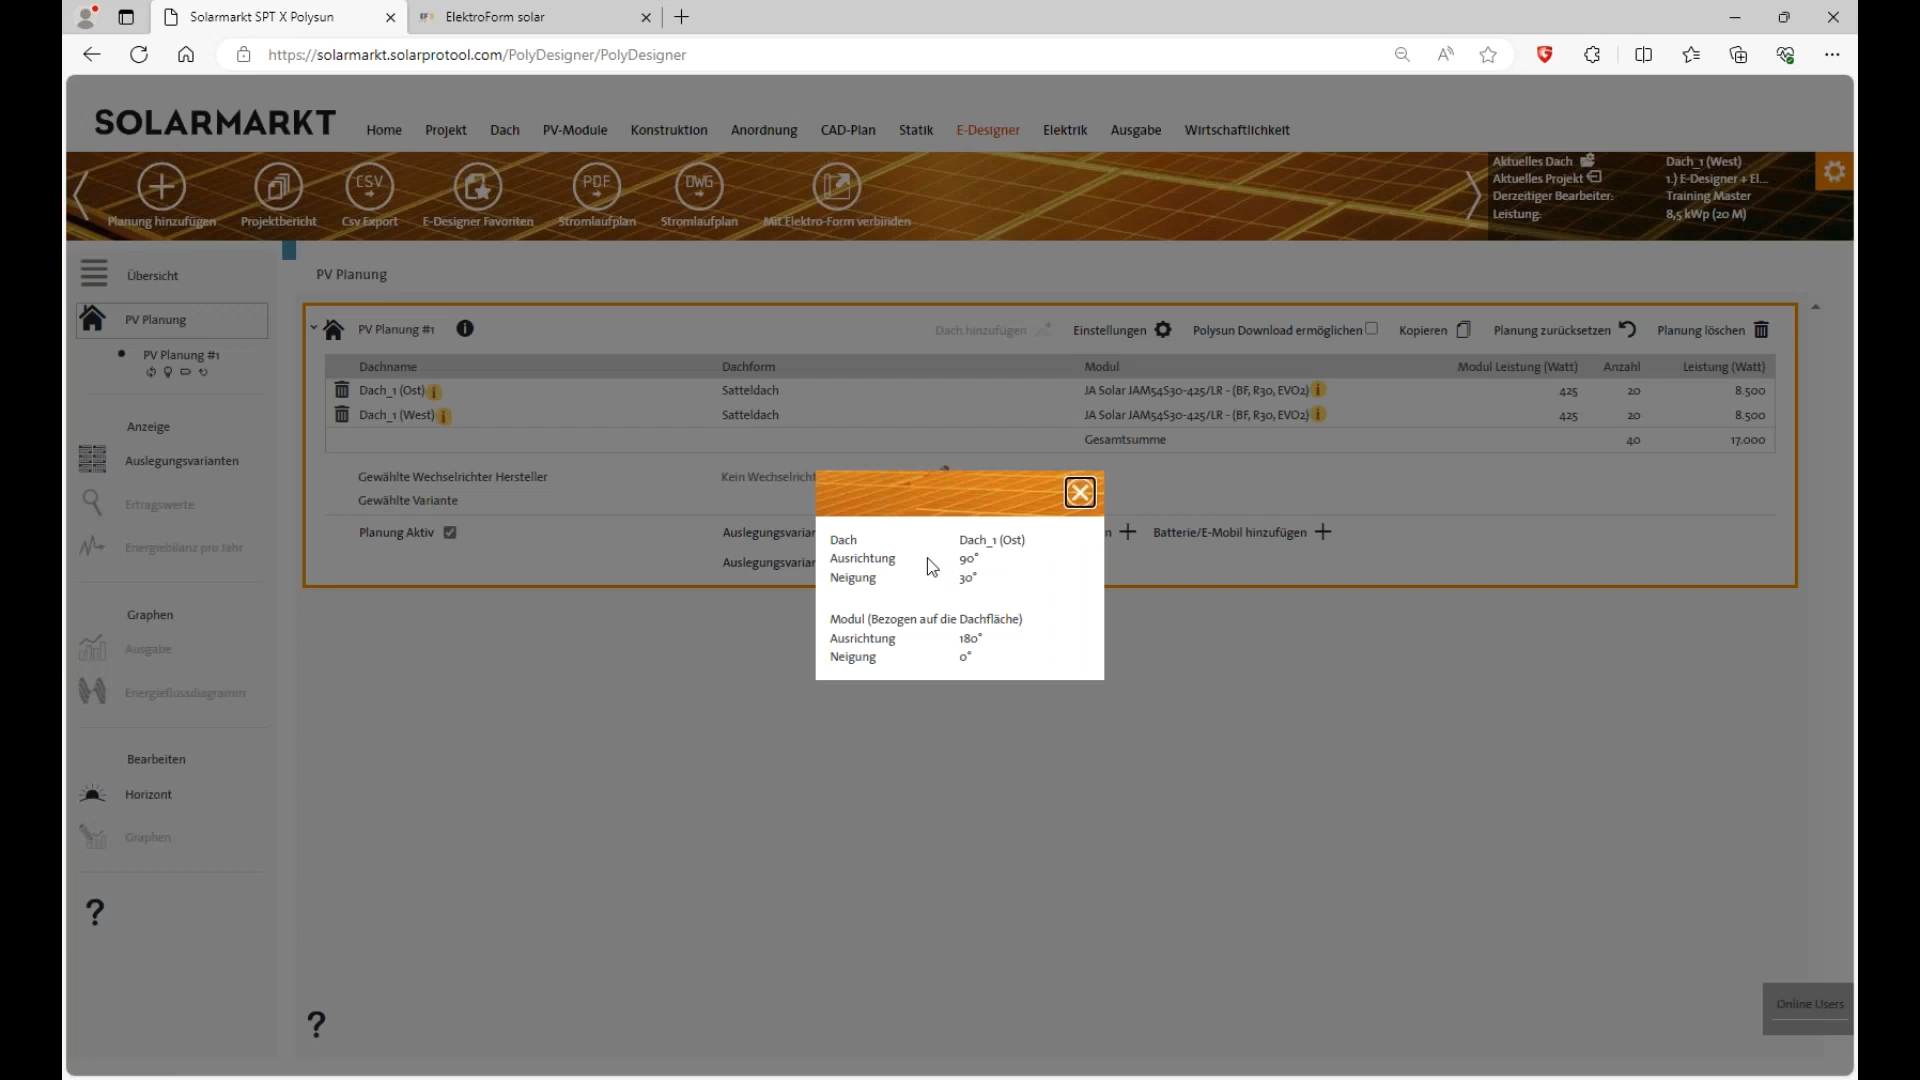 Solarmarkt SPT X Polysun
ElektroForm solar
https://solarmarkt.solarprotool.com/PolyDesigner/PolyDesigner
SOLARMARKT
Home Projekt Dach PV-Module Konstruktion Anordnung CAD-Plan Statik E-Designer Elektrik Ausgabe Wirtschaftlichkeit
CSV PDF DWG
Planung hinzufügen Projektbericht Csv Export E-Designer Favoriten Stromlaufplan Stromlaufplan Mit Elektro-Form verbinden
Aktuelles Dach Dach_1 (West)
Aktuelles Projekt 1.) E-Designer + El...
Derzeitiger Bearbeiter: Training Master
Leistung: 8,5 kWp (20 M)
Übersicht
PV Planung
PV Planung #1
Anzeige
Auslegungsvarianten
Ertragswerte
Energiebilanz pro Jahr
Graphen
Ausgabe
Energieflussdiagramm
Bearbeiten
Horizont
Graphen
?
PV Planung
PV Planung #1 i Dach hinzufügen Einstellungen Polysun Download ermöglichen Kopieren Planung zurücksetzen Planung löschen
Dachname Dachform Modul Modul Leistung (Watt) Anzahl Leistung (Watt)
Dach_1 (Ost) i Satteldach JA Solar JAM54S30-425/LR - (BF, R30, EVO2) i 425 20 8.500
Dach_1 (West) i Satteldach JA Solar JAM54S30-425/LR - (BF, R30, EVO2) i 425 20 8.500
Gesamtsumme 40 17.000
Gewählte Wechselrichter Hersteller Kein Wechselricht
Gewählte Variante
Planung Aktiv Auslegungsvarian n Batterie/E-Mobil hinzufügen
Auslegungsvarian
Dach Dach_1 (Ost)
Ausrichtung 90°
Neigung 30°
Modul (Bezogen auf die Dachfläche)
Ausrichtung 180°
Neigung 0°
?
Online Users